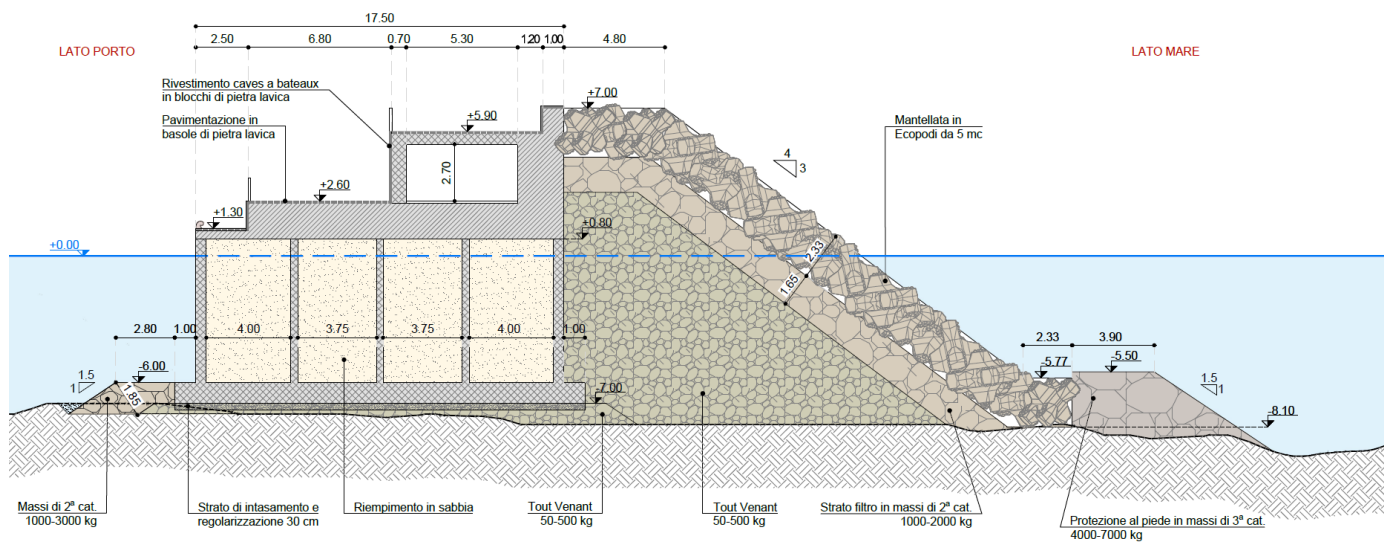 17.50
2.50
6.80
0.70
5.30
1.20
1.00
4.80
LATO PORTO
LATO MARE
Rivestimento caves a bateaux
in blocchi di pietra lavica
+7.00
Pavimentazione in
basole di pietra lavica
+5.90
Mantellata in
Ecopodi da 5 mc
4
3
2.70
+2.60
+1.30
+0.80
+0.00
2.33
1.65
2.80
1.00
4.00
3.75
3.75
4.00
1.00
2.33
3.90
-6.00
-5.77
-5.50
1.5
1
1.85
1.5
1
-7.00
-8.10
Massi di 2ª cat.
1000-3000 kg
Strato di intasamento e
regolarizzazione 30 cm
Riempimento in sabbia
Tout Venant
50-500 kg
Tout Venant
50-500 kg
Strato filtro in massi di 2ª cat.
1000-2000 kg
Protezione al piede in massi di 3ª cat.
4000-7000 kg